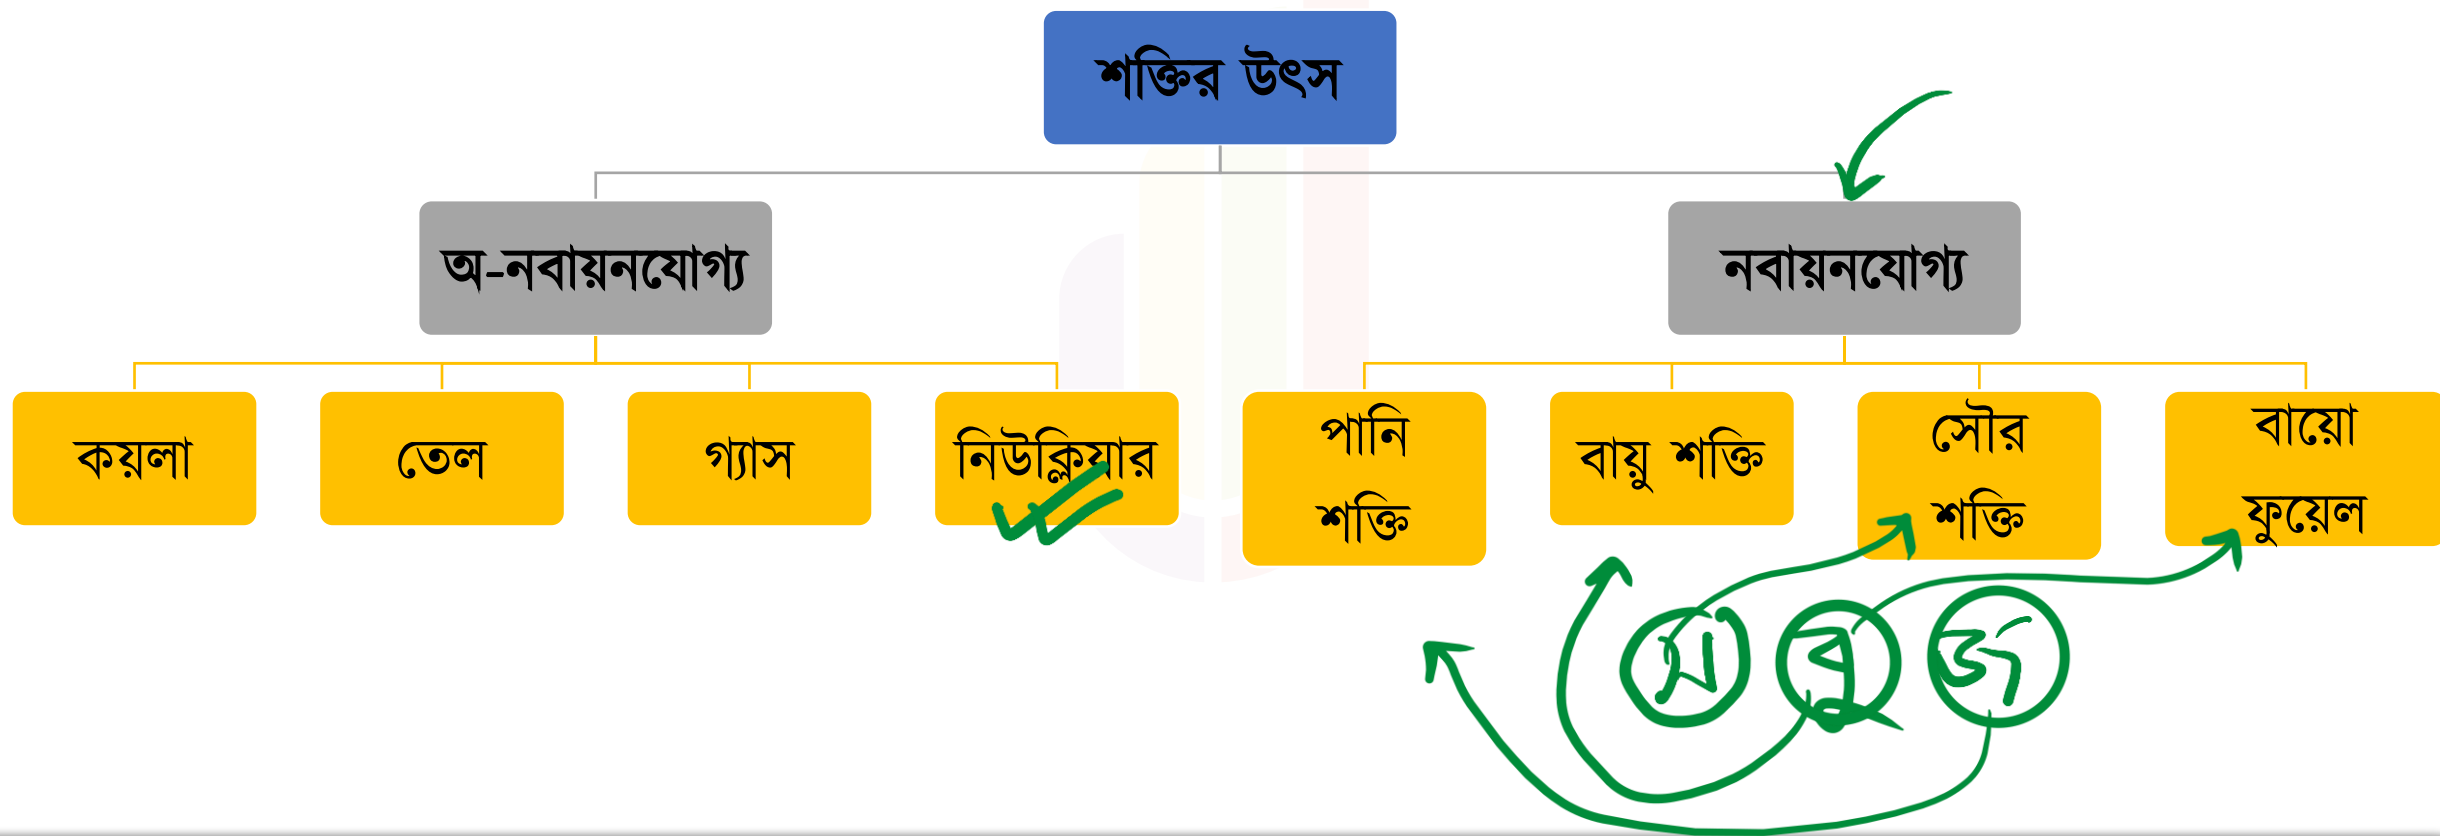 শক্তির উৎস
অ-নবায়নযোগ্য
নবায়নযোগ্য
কয়লা
তেল
গ্যাস
নিউক্লিয়ার
পানি
শক্তি
বায়ু শক্তি
সৌর
শক্তি
বায়ো
ফুয়েল
স বু জ